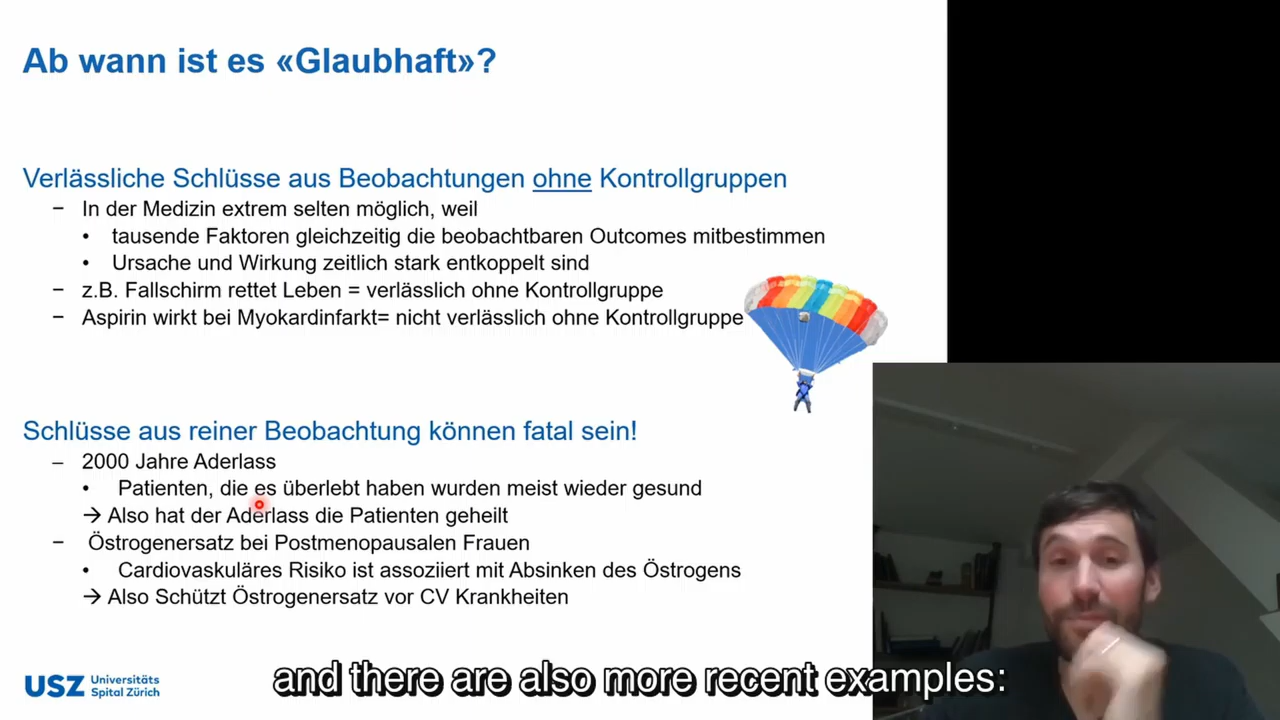 Ab wann ist es «Glaubhaft»?
Verlässliche Schlüsse aus Beobachtungen ohne Kontrollgruppen
− In der Medizin extrem selten möglich, weil
• tausende Faktoren gleichzeitig die beobachtbaren Outcomes mitbestimmen
• Ursache und Wirkung zeitlich stark entkoppelt sind
− z.B. Fallschirm rettet Leben = verlässlich ohne Kontrollgruppe
− Aspirin wirkt bei Myokardinfarkt= nicht verlässlich ohne Kontrollgruppe
Schlüsse aus reiner Beobachtung können fatal sein!
– 2000 Jahre Aderlass
• Patienten, die es überlebt haben wurden meist wieder gesund
→ Also hat der Aderlass die Patienten geheilt
− Östrogenersatz bei Postmenopausalen Frauen
• Cardiovaskuläres Risiko ist assoziiert mit Absinken des Östrogens
→ Also Schützt Östrogenersatz vor CV Krankheiten
USZ Universitäts
Spital Zürich
and there are also more recent examples: